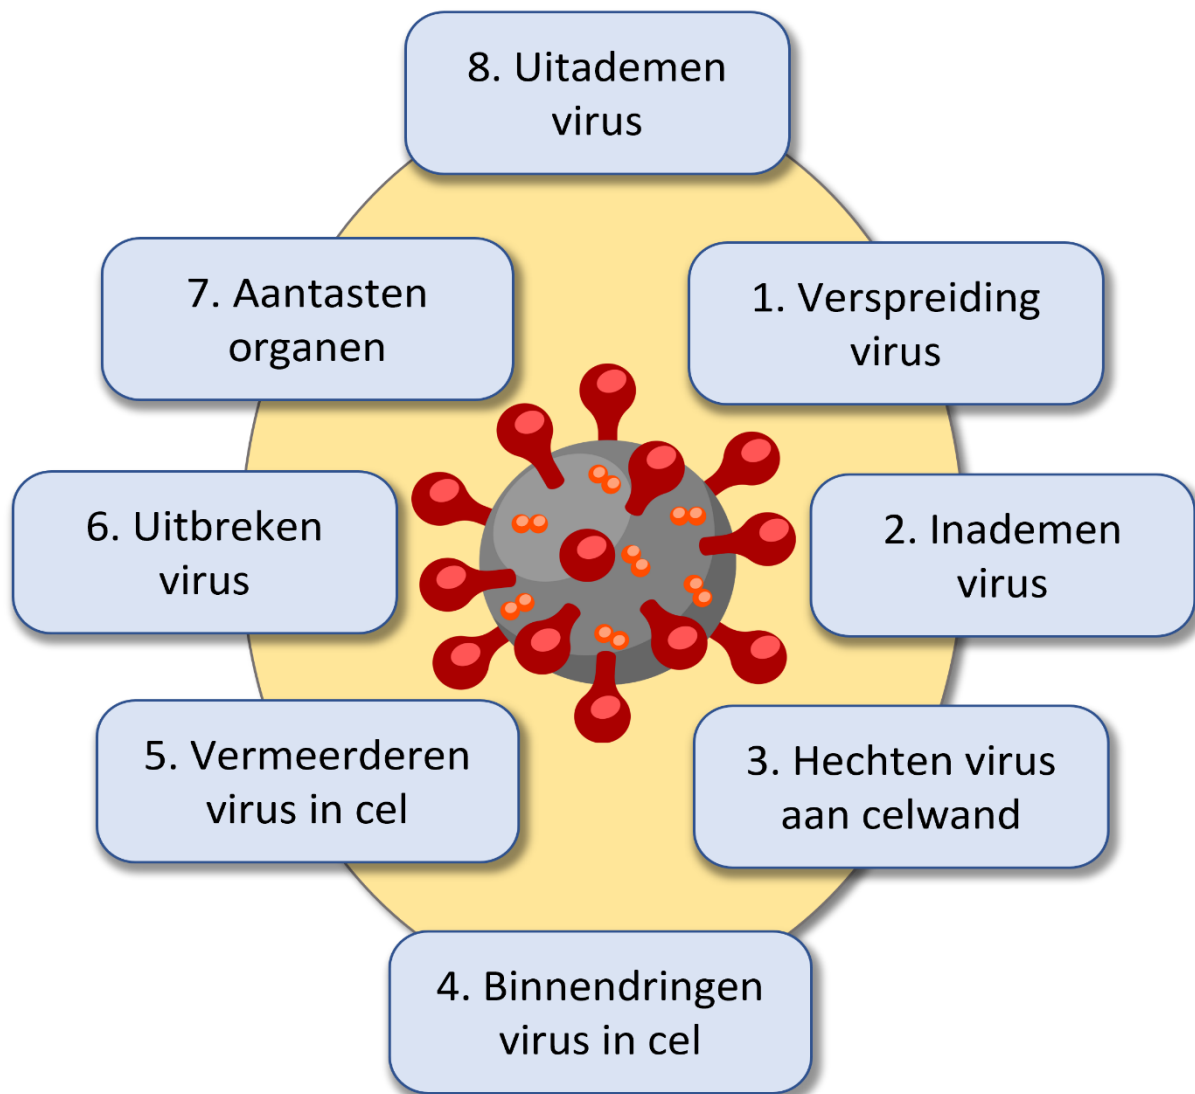 8. Uitademen
virus
1. Verspreiding
virus
2. Inademen
virus
3. Hechten virus
aan celwand
4. Binnendringen
virus in cel
5. Vermeerderen
virus in cel
6. Uitbreken
virus
7. Aantasten
organen